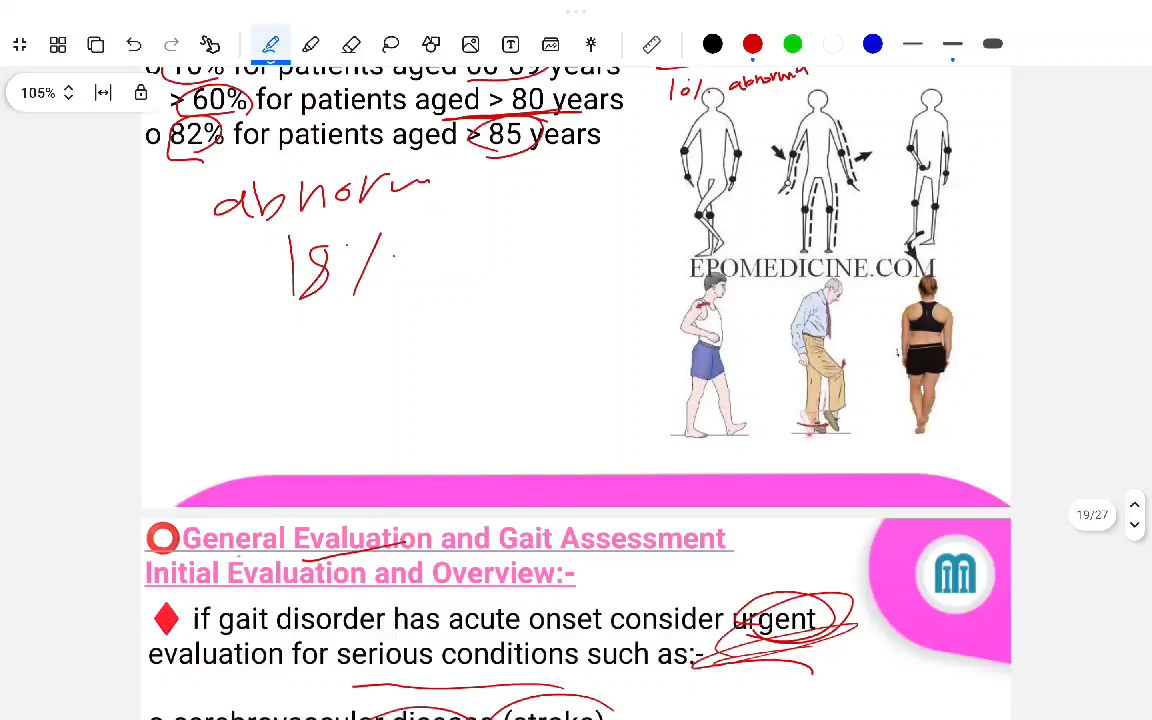 105%
> 60% for patients aged > 80 years
o 82% for patients aged > 85 years
10% abnorm
abnorm
18%
EPOMEDICINE.COM
19/27
General Evaluation and Gait Assessment
Initial Evaluation and Overview:-
if gait disorder has acute onset consider urgent
evaluation for serious conditions such as:-